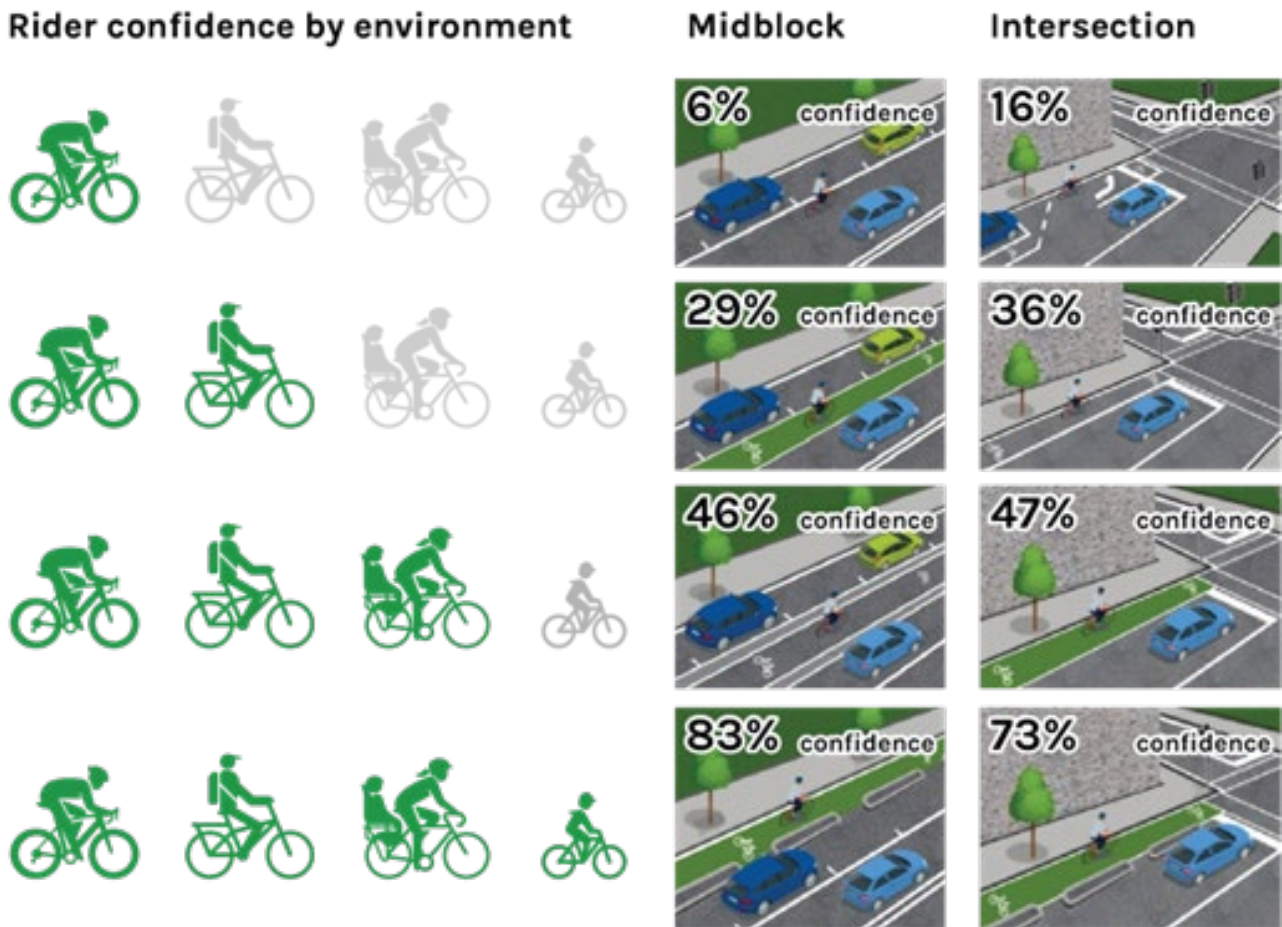 Rider confidence by environment Midblock Intersection
6% confidence 16% confidence
29% confidence 36% confidence
46% confidence 47% confidence
83% confidence 73% confidence